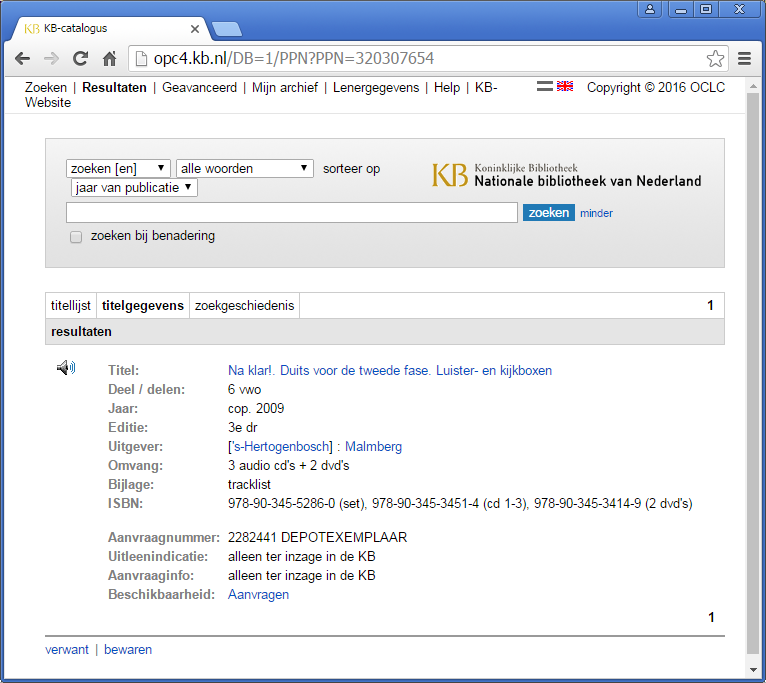 KB KB-catalogus
opc4.kb.nl/DB=1/PPN?PPN=320307654
Zoeken | Resultaten | Geavanceerd | Mijn archief | Lenergegevens | Help | KB-Website
Copyright © 2016 OCLC
zoeken [en] alle woorden sorteer op
jaar van publicatie
KB Koninklijke Bibliotheek
Nationale bibliotheek van Nederland
zoeken minder
zoeken bij benadering
titellijst titelgegevens zoekgeschiedenis 1
resultaten
Titel: Na klar!. Duits voor de tweede fase. Luister- en kijkboxen
Deel / delen: 6 vwo
Jaar: cop. 2009
Editie: 3e dr
Uitgever: ['s-Hertogenbosch] : Malmberg
Omvang: 3 audio cd's + 2 dvd's
Bijlage: tracklist
ISBN: 978-90-345-5286-0 (set), 978-90-345-3451-4 (cd 1-3), 978-90-345-3414-9 (2 dvd's)
Aanvraagnummer: 2282441 DEPOTEXEMPLAAR
Uitleenindicatie: alleen ter inzage in de KB
Aanvraaginfo: alleen ter inzage in de KB
Beschikbaarheid: Aanvragen
1
verwant | bewaren